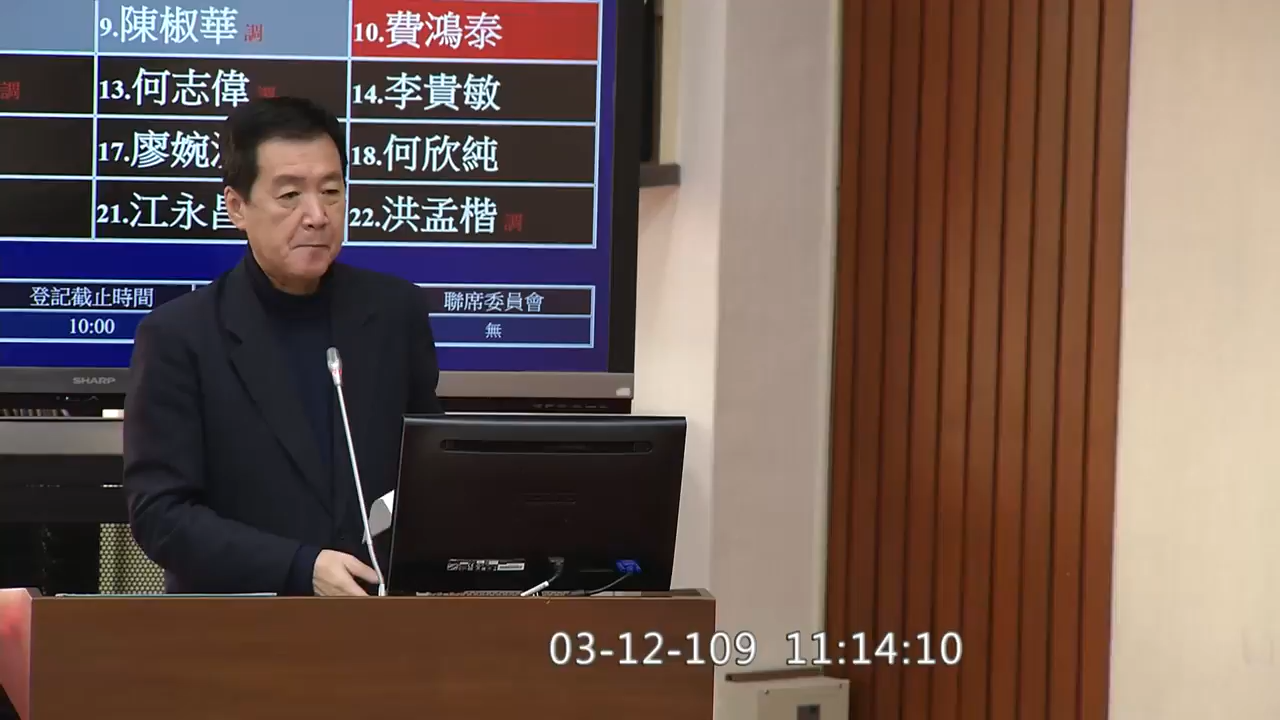 9.陳椒華 調 10.費鴻泰
調 13.何志偉 調 14.李貴敏
17.廖婉 18.何欣純
21.江永昌 22.洪孟楷 調
登記截止時間 聯席委員會
10:00 無
SHARP
03-12-109 11:14:10